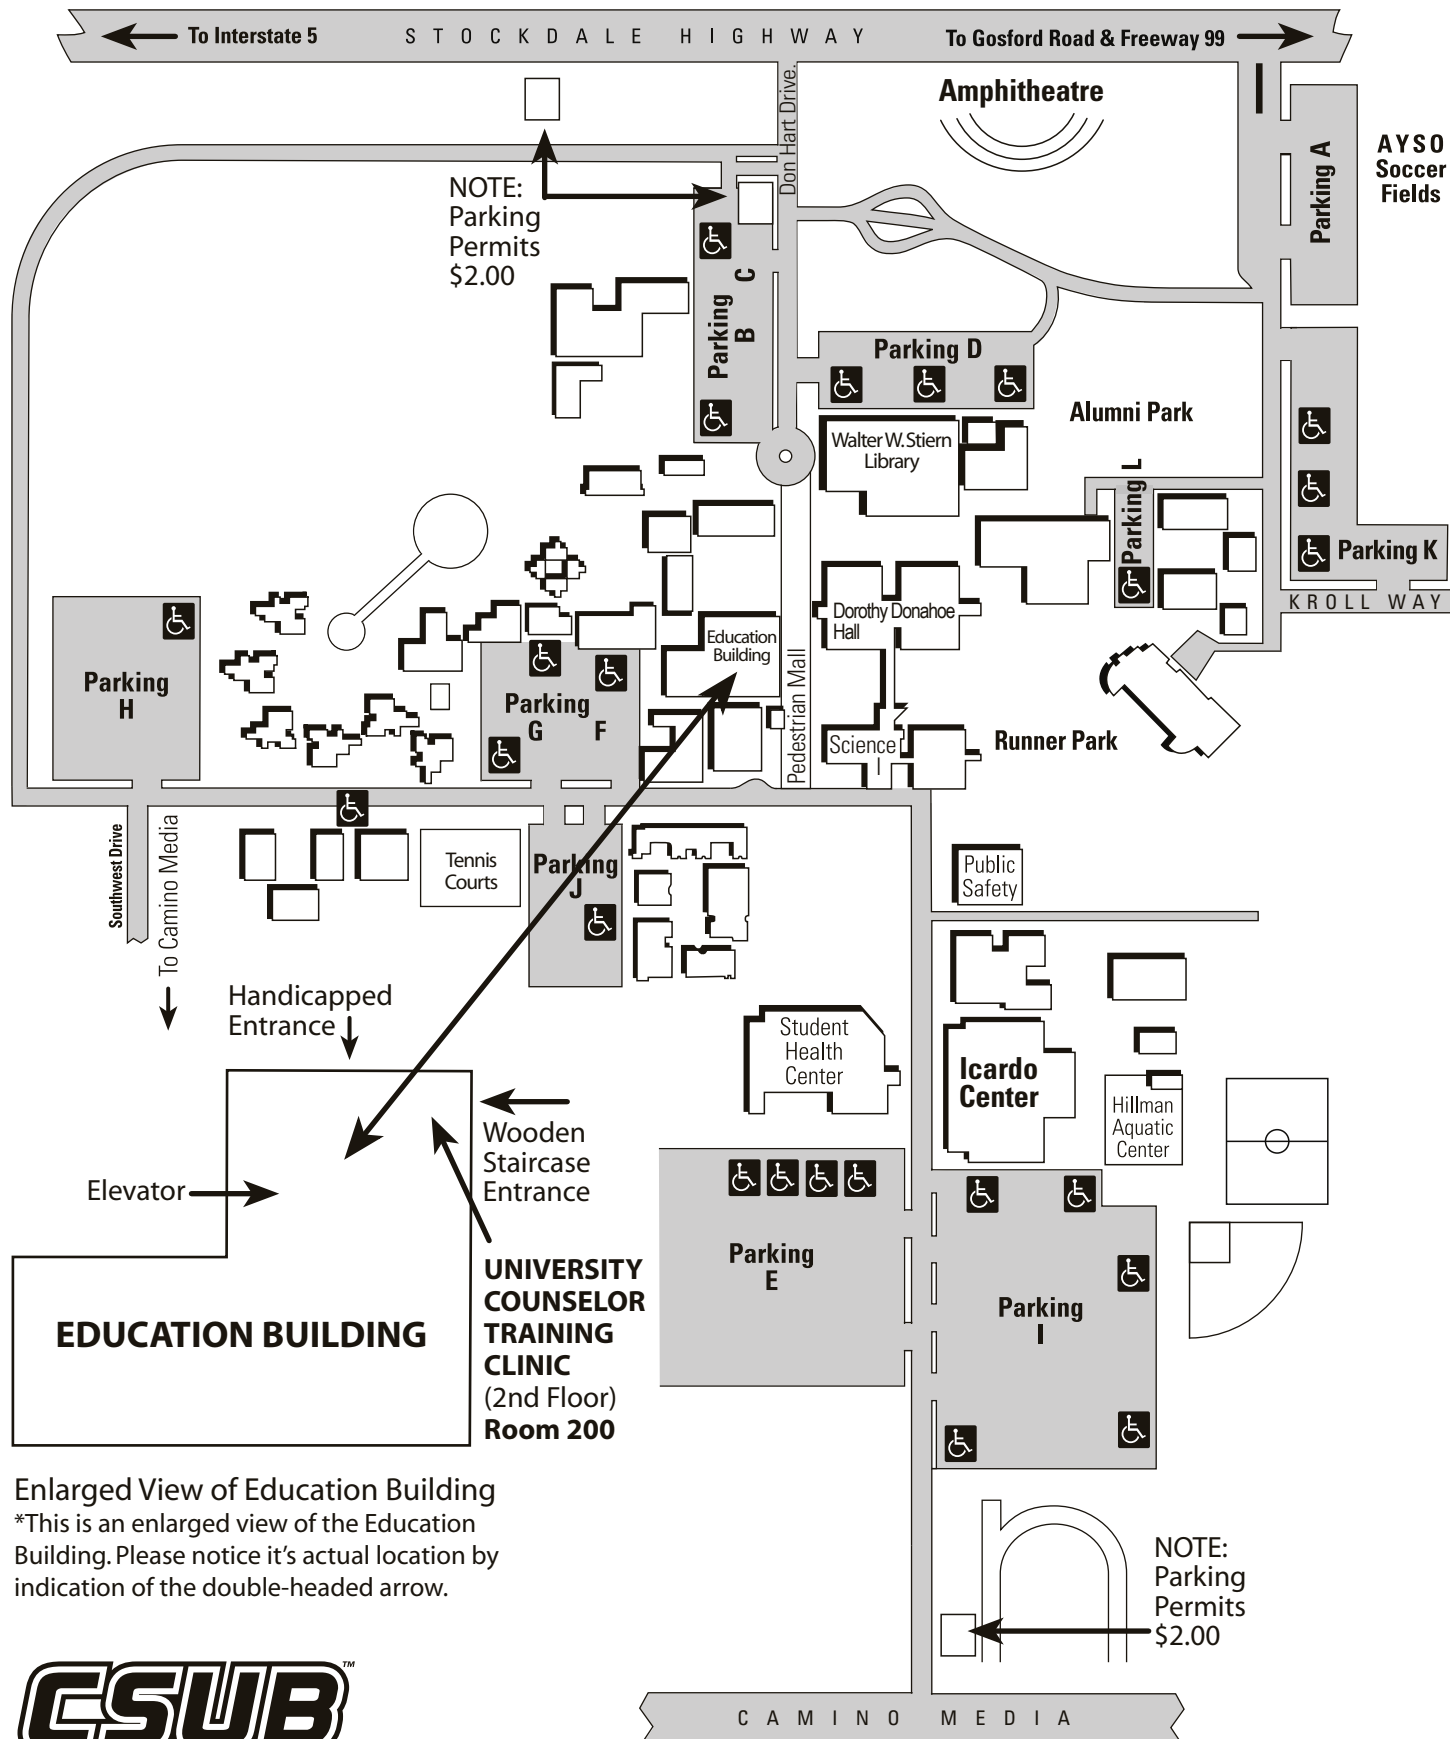 To Interstate 5
STOCKDALE HIGHWAY
To Gosford Road & Freeway 99
Don Hart Drive.
Amphitheatre
Parking A
AYSO
Soccer
Fields
NOTE:
Parking
Permits
$2.00
Parking
B
C
Parking D
Alumni Park
Walter W. Stiern
Library
Parking L
Parking K
KROLL WAY
Dorothy Donahoe
Hall
Education
Building
Pedestrian Mall
Parking
H
Parking
G
F
Science
I
Runner Park
Southwest Drive
To Camino Media
Tennis
Courts
Parking
J
Public
Safety
Handicapped
Entrance
Student
Health
Center
Icardo
Center
Hillman
Aquatic
Center
Wooden
Staircase
Entrance
Elevator
UNIVERSITY
COUNSELOR
TRAINING
CLINIC
(2nd Floor)
Room 200
EDUCATION BUILDING
Parking
E
Parking
I
Enlarged View of Education Building
*This is an enlarged view of the Education
Building. Please notice it's actual location by
indication of the double-headed arrow.
NOTE:
Parking
Permits
$2.00
CSUB™
CAMINO MEDIA